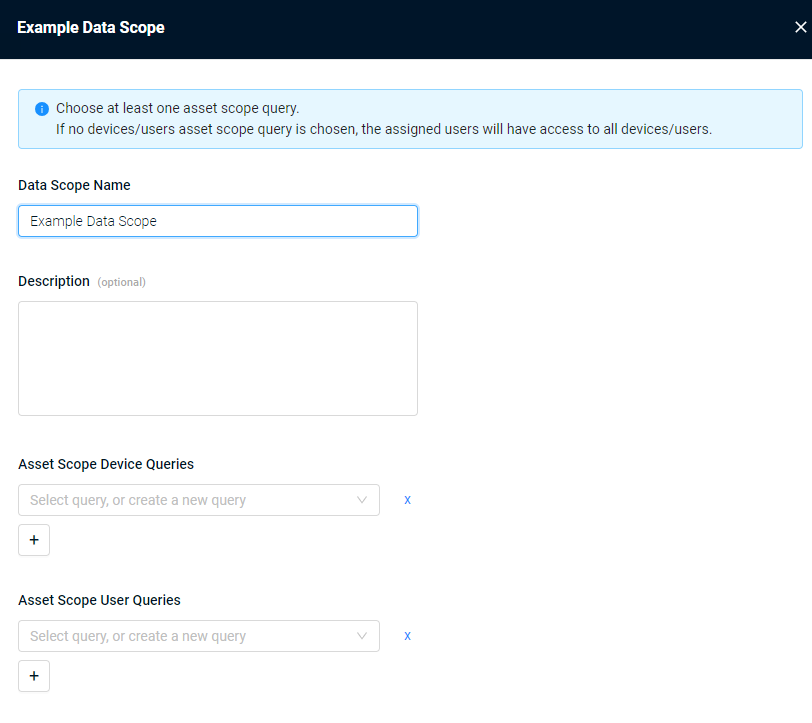 Example Data Scope
Choose at least one asset scope query.
If no devices/users asset scope query is chosen, the assigned users will have access to all devices/users.
Data Scope Name
Example Data Scope
Description (optional)
Asset Scope Device Queries
Select query, or create a new query x
+
Asset Scope User Queries
Select query, or create a new query x
+